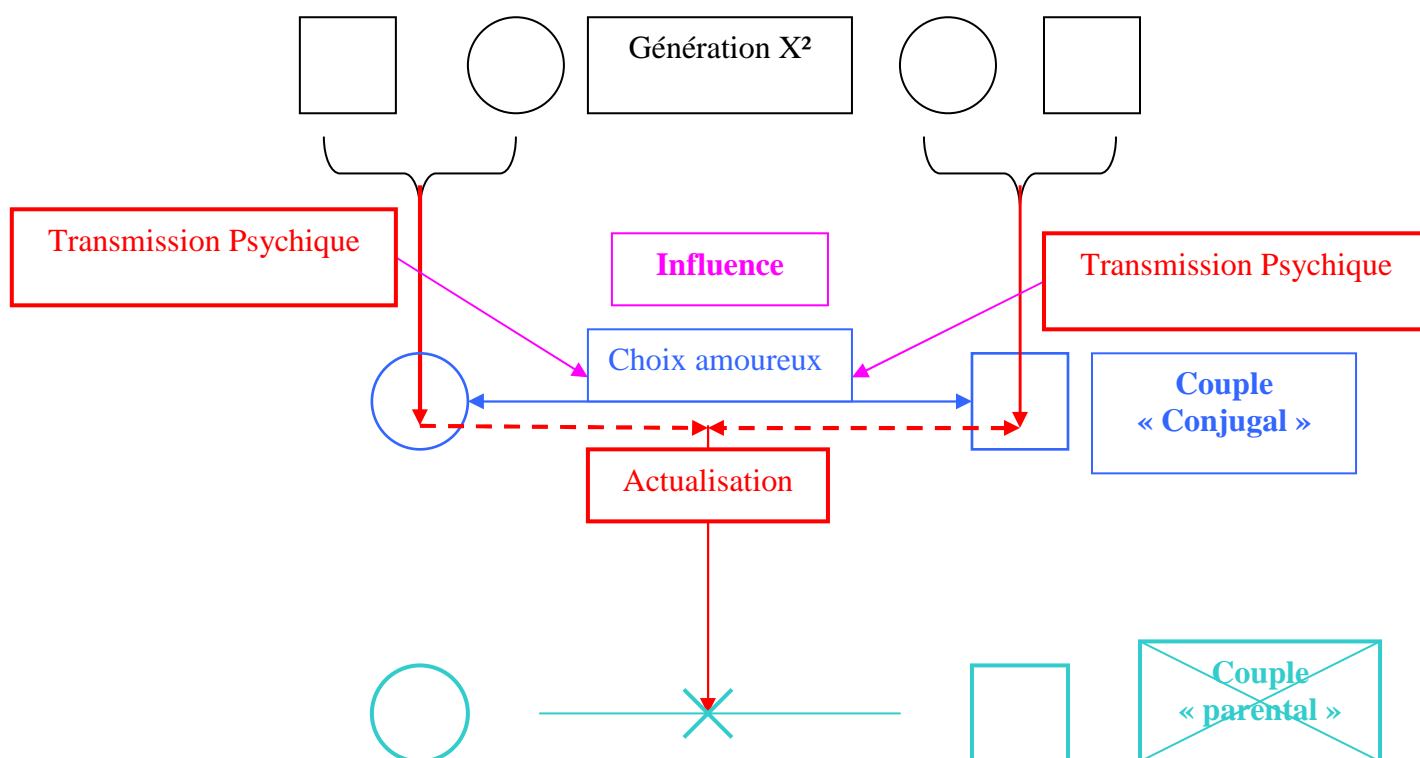 Génération X²
Transmission Psychique
Influence
Transmission Psychique
Choix amoureux
Couple
« Conjugal »
Actualisation
Couple
« parental »